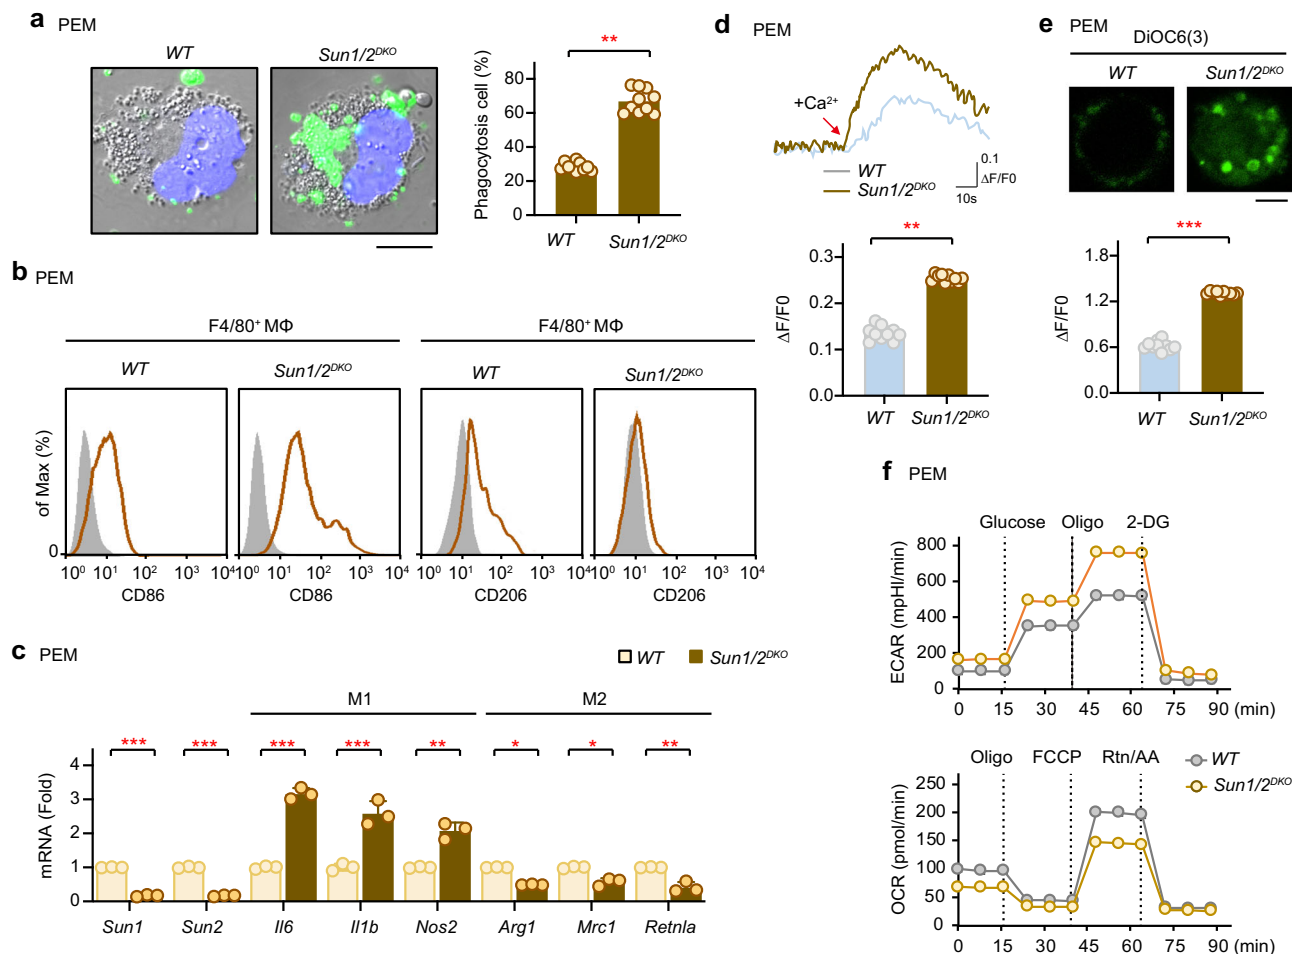 a PEM
WT Sun1/2DKO
**
Phagocytosis cell (%)
80
60
40
20
0
WT Sun1/2DKO
b PEM
F4/80+ MΦ F4/80+ MΦ
WT Sun1/2DKO WT Sun1/2DKO
of Max (%)
0
10⁰ 10¹ 10² 10³ 10⁴ 10⁰ 10¹ 10² 10³ 10⁴ 10⁰ 10¹ 10² 10³ 10⁴ 10⁰ 10¹ 10² 10³ 10⁴
CD86 CD86 CD206 CD206
c PEM
WT Sun1/2DKO
M1 M2
*** *** *** *** ** * * **
mRNA (Fold)
4
3
2
1
0
Sun1 Sun2 Il6 Il1b Nos2 Arg1 Mrc1 Retnla
d PEM
+Ca²⁺
WT
Sun1/2DKO
0.1
ΔF/F0
10s
**
ΔF/F0
0.3
0.2
0.1
0.0
WT Sun1/2DKO
e PEM
DiOC6(3)
WT Sun1/2DKO
***
ΔF/F0
1.8
1.2
0.6
0.0
WT Sun1/2DKO
f PEM
Glucose Oligo 2-DG
ECAR (mpHI/min)
800
600
400
200
0
0 15 30 45 60 75 90 (min)
Oligo FCCP Rtn/AA
WT
Sun1/2DKO
OCR (pmol/min)
250
200
150
100
50
0
0 15 30 45 60 75 90 (min)